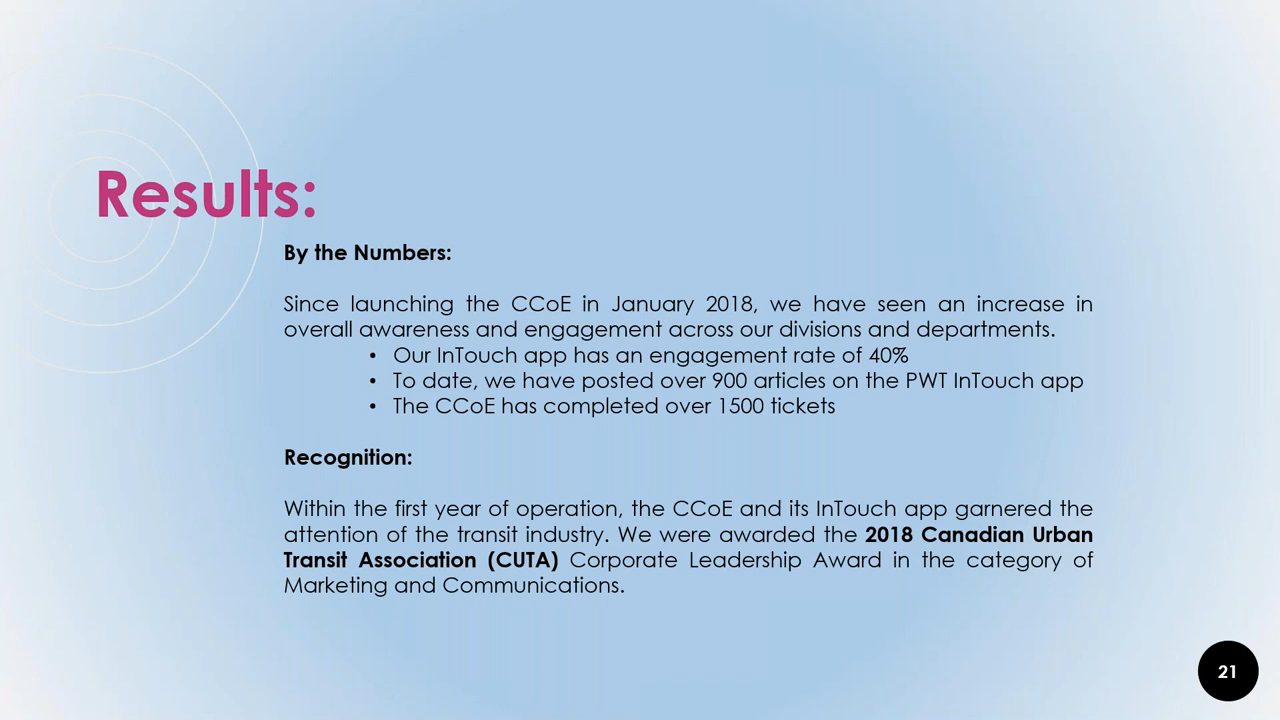 Results:
By the Numbers:
Since launching the CCoE in January 2018, we have seen an increase in
overall awareness and engagement across our divisions and departments.
• Our InTouch app has an engagement rate of 40%
• To date, we have posted over 900 articles on the PWT InTouch app
• The CCoE has completed over 1500 tickets
Recognition:
Within the first year of operation, the CCoE and its InTouch app garnered the
attention of the transit industry. We were awarded the 2018 Canadian Urban
Transit Association (CUTA) Corporate Leadership Award in the category of
Marketing and Communications.
21